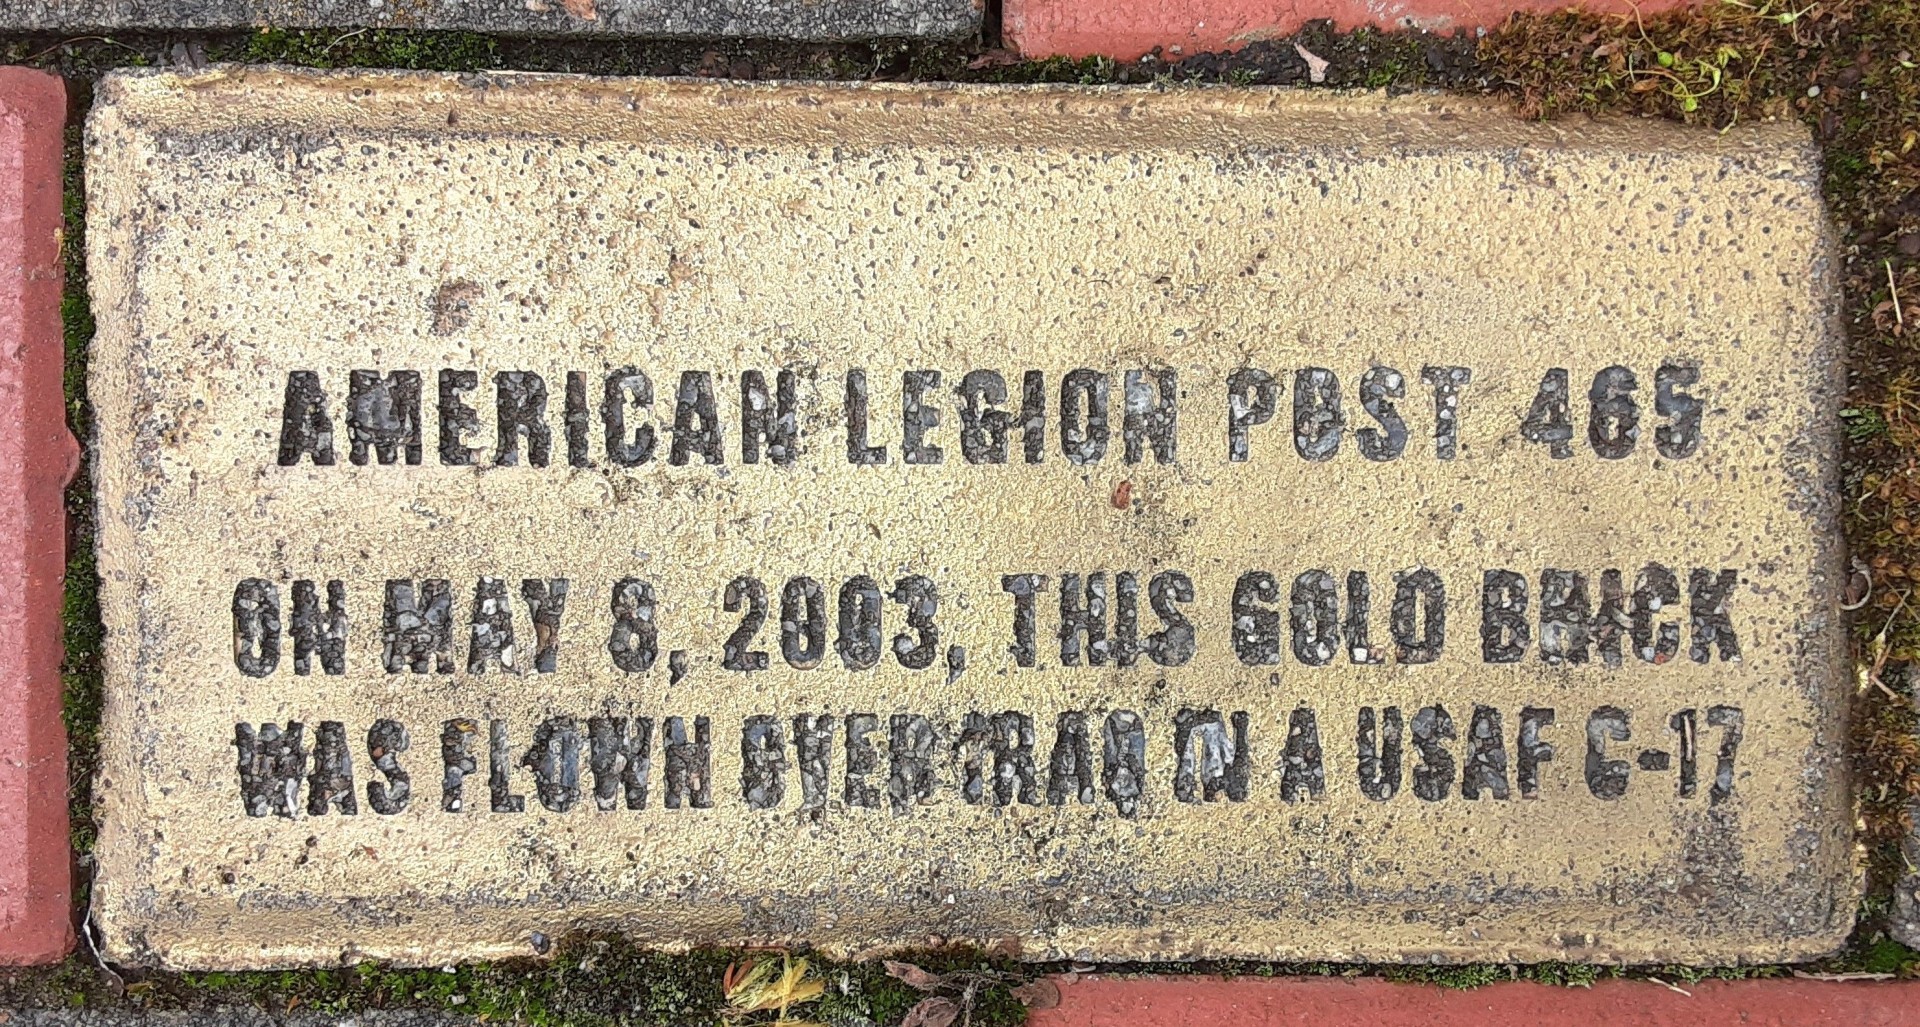 AMERICAN LEGION POST 465
ON MAY 8, 2003, THIS GOLD BRICK
WAS FLOWN OVER IRAQ IN A USAF C-17